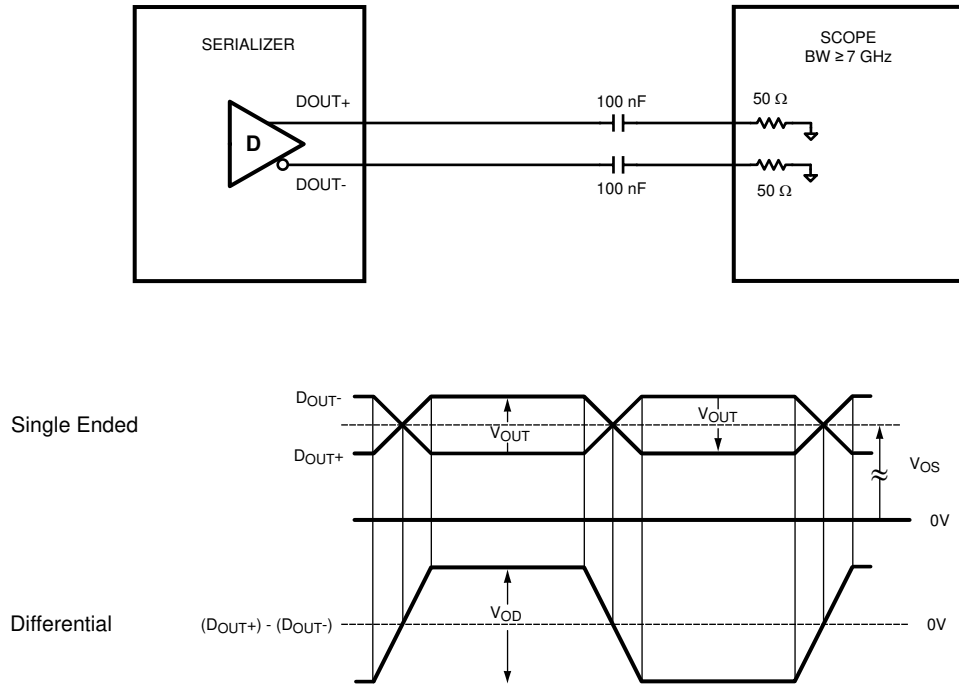 SERIALIZER
SCOPE
BW ≥ 7 GHz
DOUT+
100 nF
50 Ω
D
DOUT-
100 nF
50 Ω
Single Ended
DOUT-
VOUT
VOUT
DOUT+
VOS
0V
Differential
(DOUT+) - (DOUT-)
VOD
0V